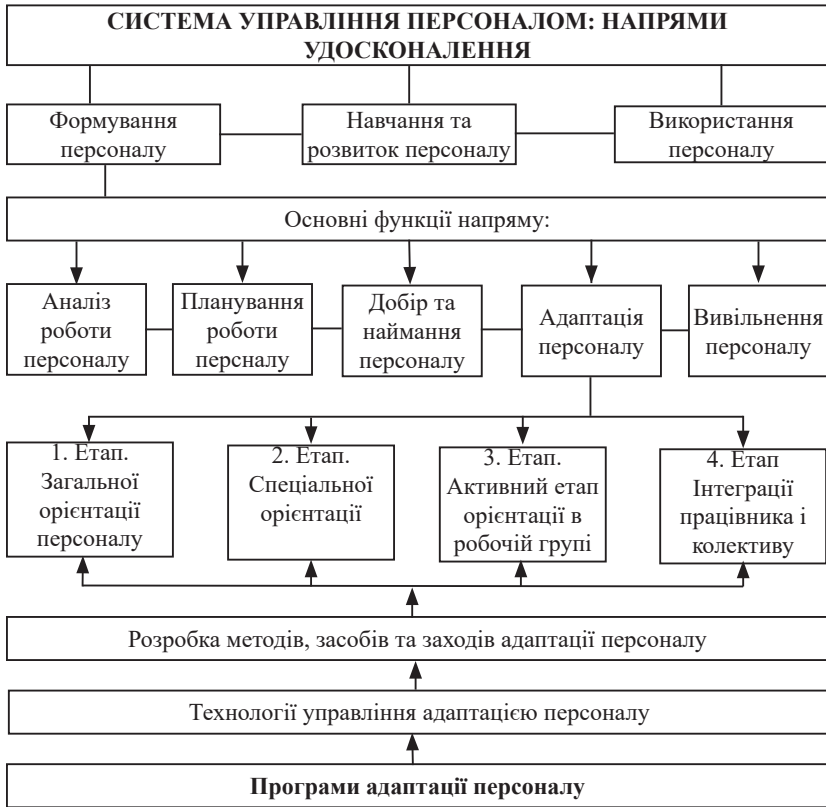 СИСТЕМА УПРАВЛІННЯ ПЕРСОНАЛОМ: НАПРЯМИ
УДОСКОНАЛЕННЯ
Формування
персоналу
Навчання та
розвиток персоналу
Використання
персоналу
Основні функції напряму:
Аналіз
роботи
персоналу
Планування
роботи
персналу
Добір та
наймання
персоналу
Адаптація
персоналу
Вивільнення
персоналу
1. Етап.
Загальної
орієнтації
персоналу
2. Етап.
Спеціальної
орієнтації
3. Етап.
Активний етап
орієнтації в
робочій групі
4. Етап
Інтеграції
працівника і
колективу
Розробка методів, засобів та заходів адаптації персоналу
Технології управління адаптацією персоналу
Програми адаптації персоналу